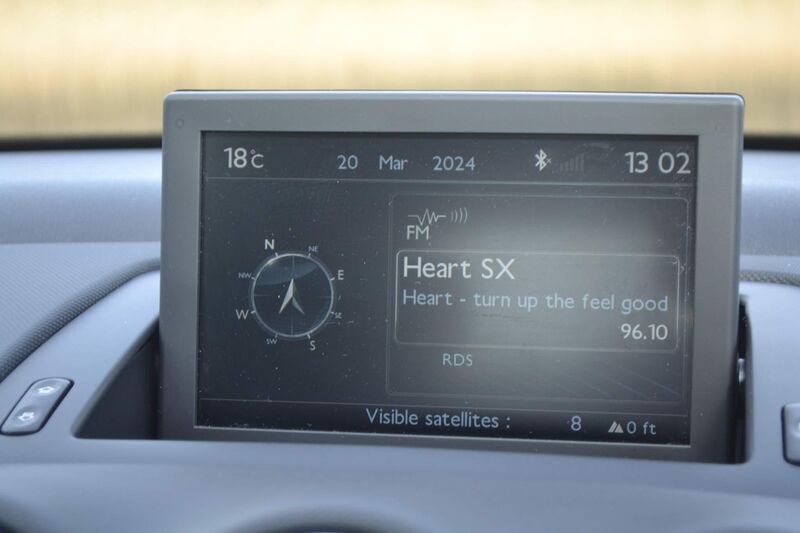 18°C 20 Mar 2024 13 02
FM
Heart SX
Heart - turn up the feel good
96.10
RDS
N
NE
E
SE
S
SW
W
NW
Visible satellites : 8 0 ft